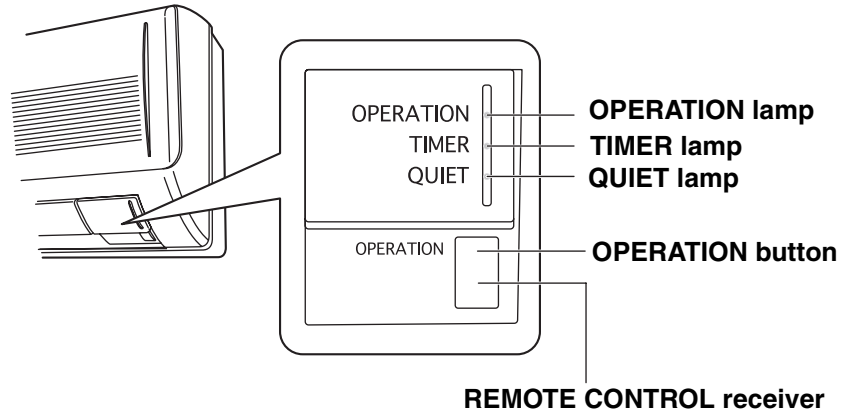 OPERATION
TIMER
QUIET
OPERATION lamp
TIMER lamp
QUIET lamp
OPERATION
OPERATION button
REMOTE CONTROL receiver